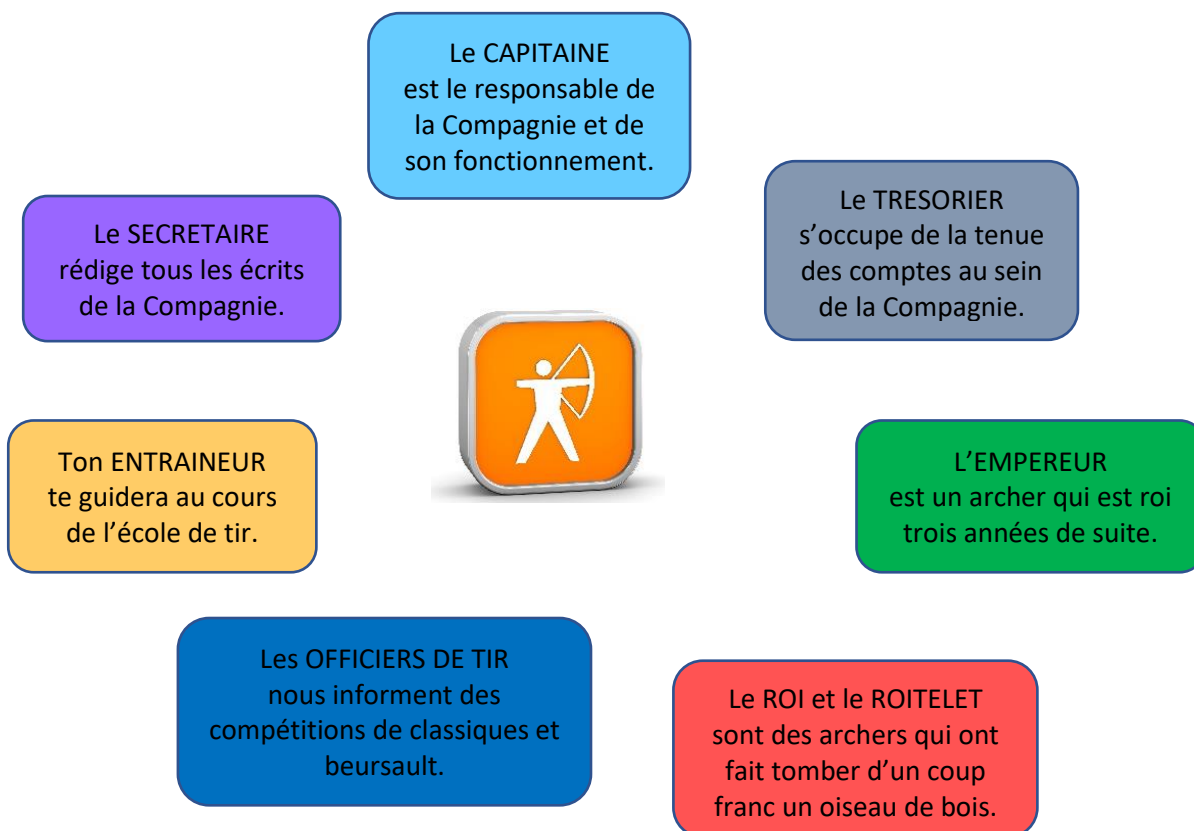 Le CAPITAINE
est le responsable de
la Compagnie et de
son fonctionnement.
Le SECRETAIRE
rédige tous les écrits
de la Compagnie.
Le TRESORIER
s’occupe de la tenue
des comptes au sein
de la Compagnie.
Ton ENTRAINEUR
te guidera au cours
de l’école de tir.
L’EMPEREUR
est un archer qui est roi
trois années de suite.
Les OFFICIERS DE TIR
nous informent des
compétitions de classiques et
beursault.
Le ROI et le ROITELET
sont des archers qui ont
fait tomber d’un coup
franc un oiseau de bois.